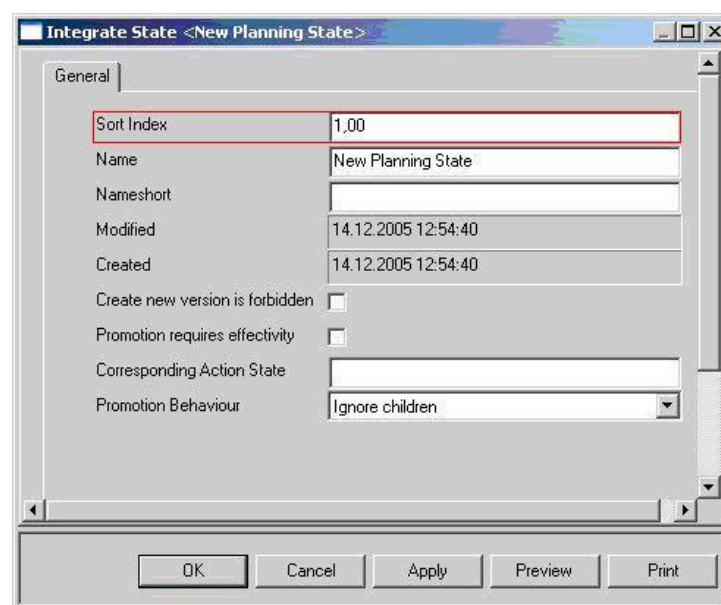 Integrate State <New Planning State>
General
Sort Index 1,00
Name New Planning State
Nameshort
Modified 14.12.2005 12:54:40
Created 14.12.2005 12:54:40
Create new version is forbidden
Promotion requires effectivity
Corresponding Action State
Promotion Behaviour Ignore children
OK Cancel Apply Preview Print